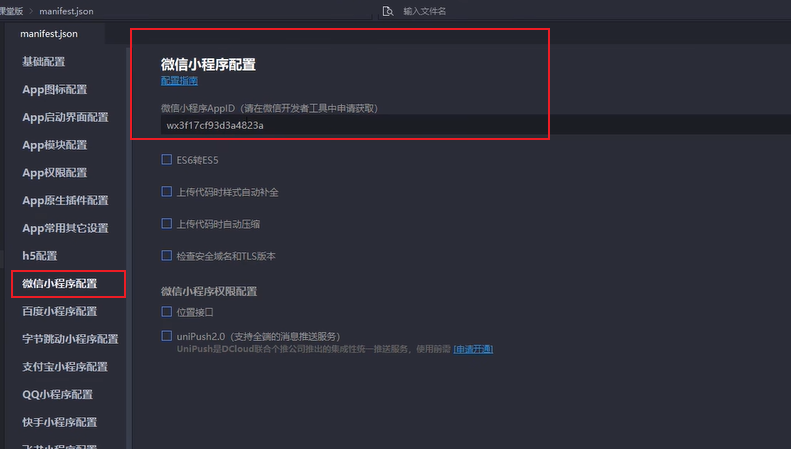 课堂版 > manifest.json
输入文件名
manifest.json
基础配置
App图标配置
App启动界面配置
App模块配置
App权限配置
App原生插件配置
App常用其它设置
h5配置
微信小程序配置
百度小程序配置
字节跳动小程序配置
支付宝小程序配置
QQ小程序配置
快手小程序配置
飞书小程序配置
微信小程序配置
配置指南
微信小程序AppID（请在微信开发者工具中申请获取）
wx3f17cf93d3a4823a
ES6转ES5
上传代码时样式自动补全
上传代码时自动压缩
检查安全域名和TLS版本
微信小程序权限配置
位置接口
uniPush2.0（支持全端的消息推送服务）
UniPush是DCloud联合个推公司推出的集成性统一推送服务，使用前需 [申请开通]